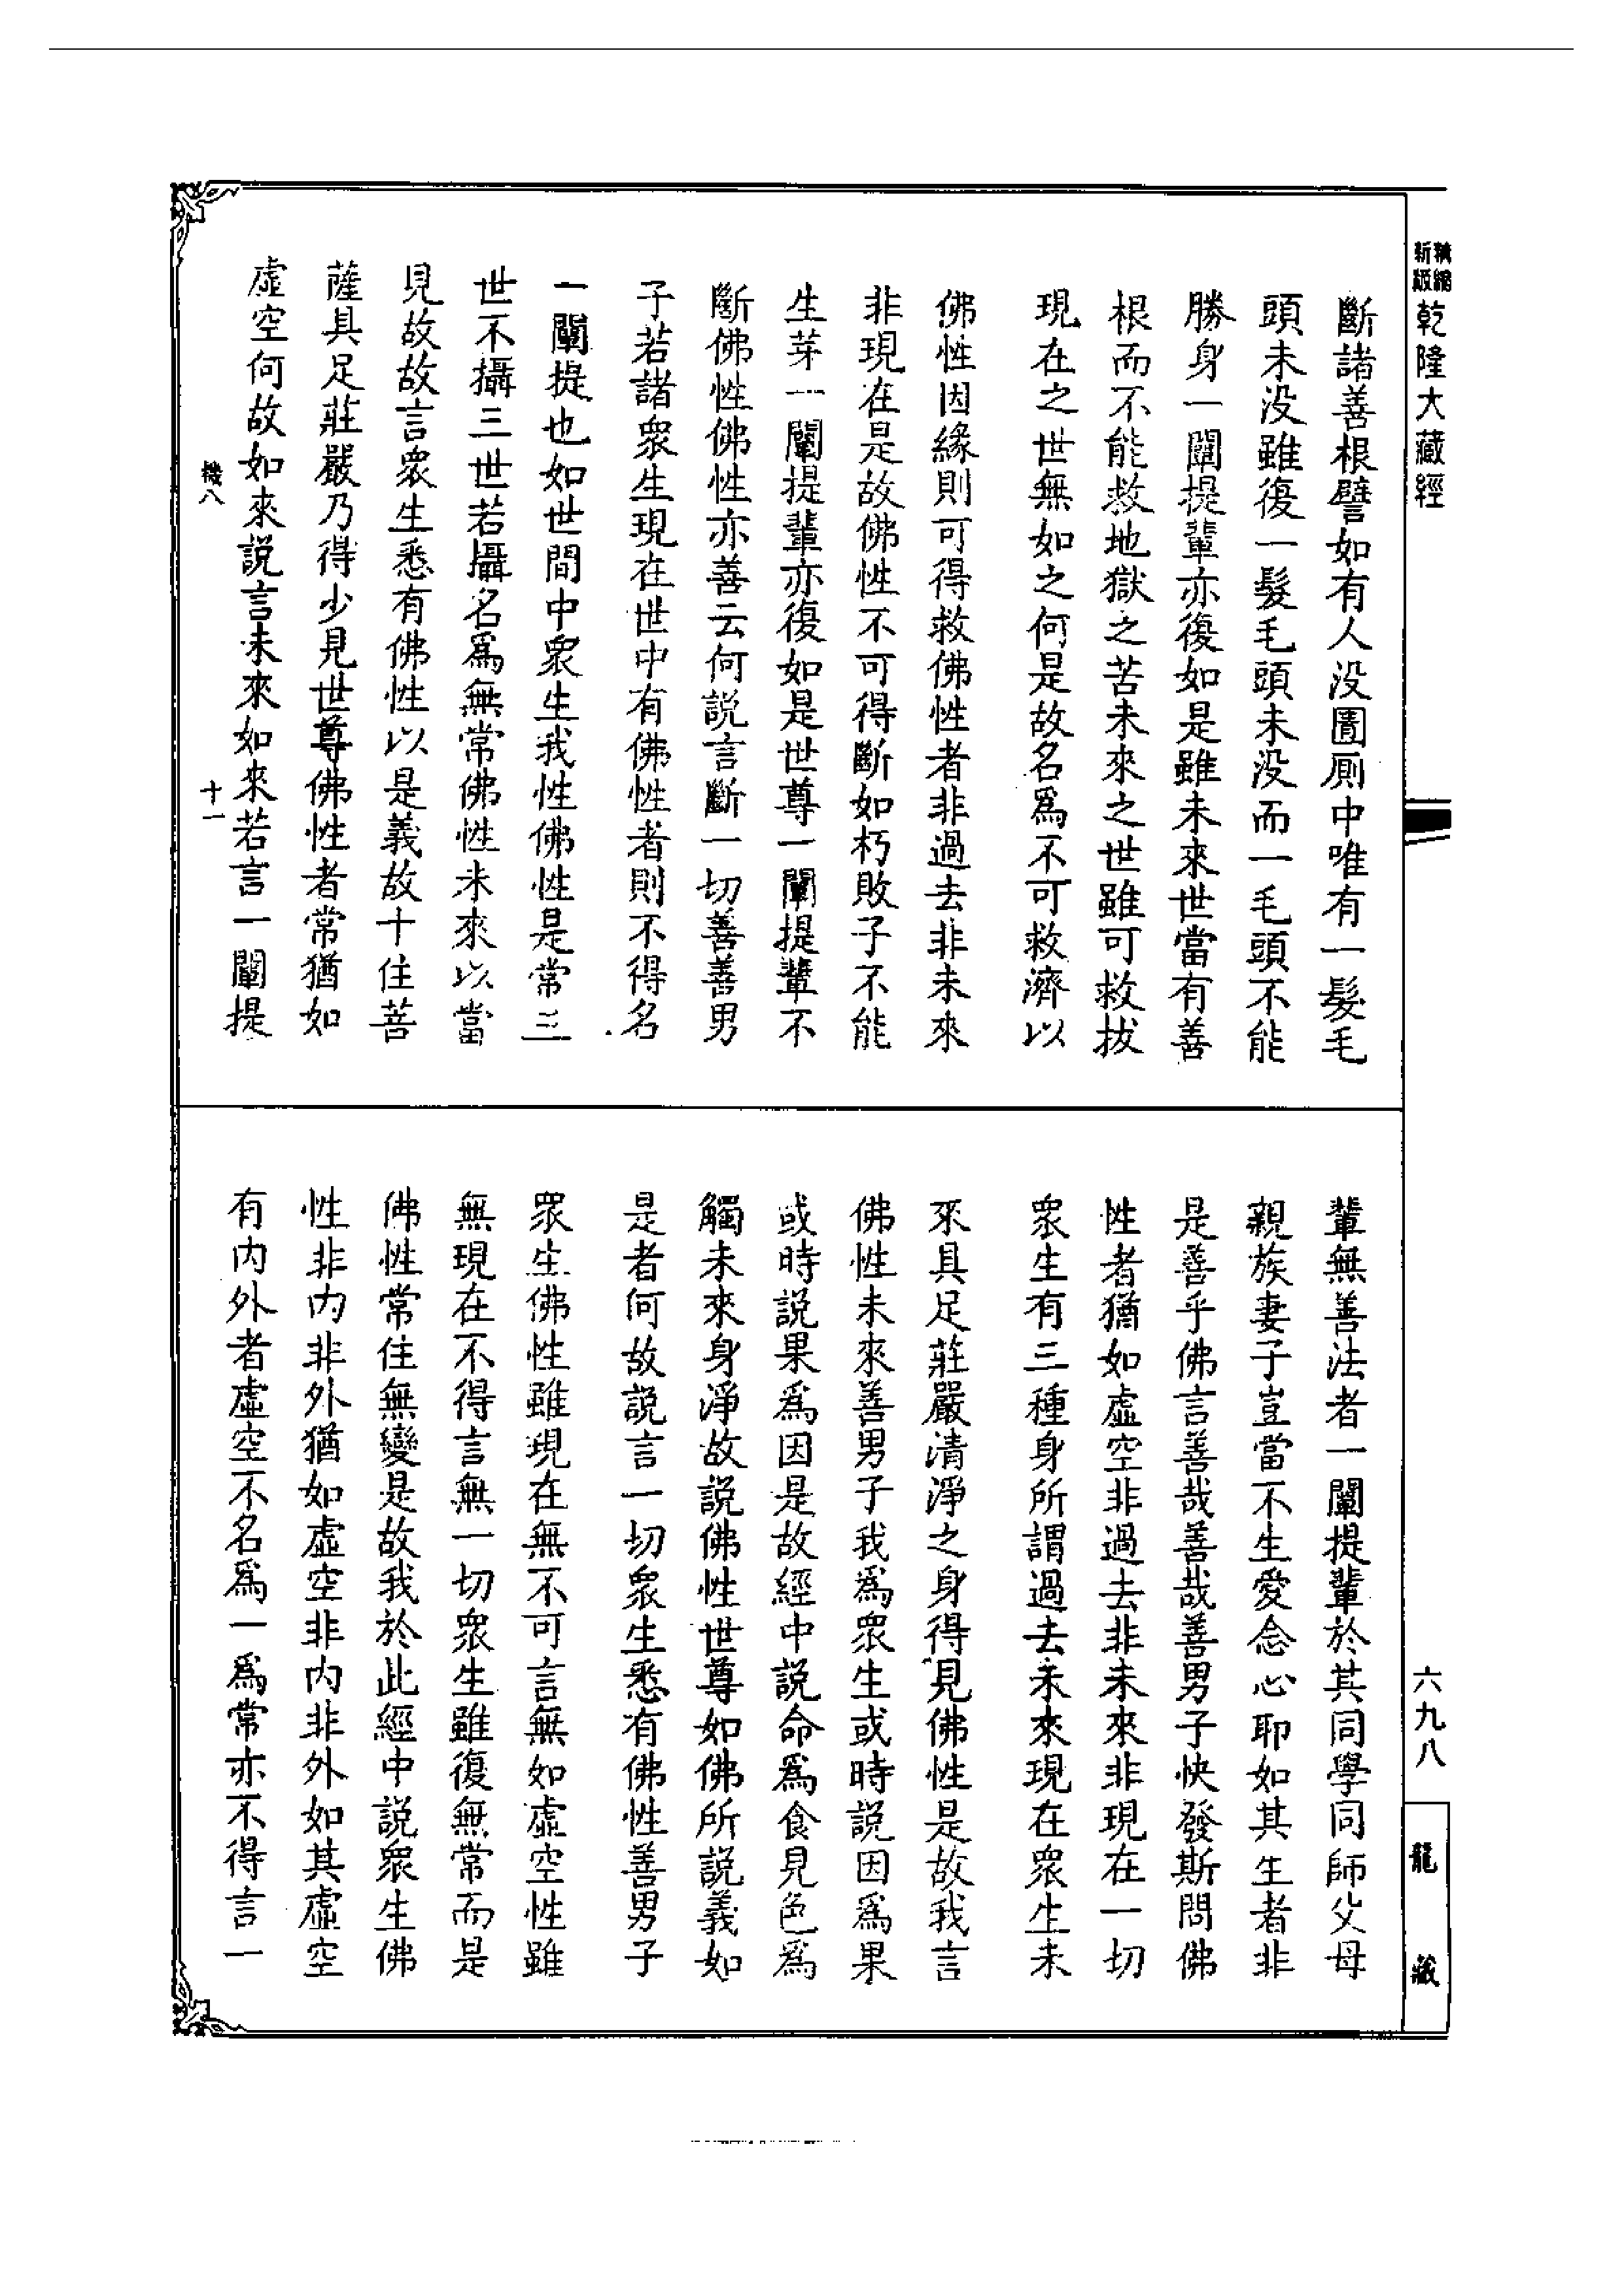 精縮
新版
乾隆大藏經
斷諸善根譬如有人没圊厠中唯有一髮毛
頭未没雖復一髮毛頭未没而一毛頭不能
勝身一闡提輩亦復如是雖未來世當有善
根而不能救地獄之苦未來之世雖可救拔
現在之世無如之何是故名爲不可救濟以
佛性因緣則可得救佛性者非過去非未來
非現在是故佛性不可得斷如朽敗子不能
生芽一闡提輩亦復如是世尊一闡提輩不
斷佛性佛性亦善云何説言斷一切善善男
子若諸衆生現在世中有佛性者則不得名
一闡提也如世間中衆生我性佛性是常三
世不攝三世若攝名爲無常佛性未來以當
見故故言衆生悉有佛性以是義故十住菩
薩具足莊嚴乃得少見世尊佛性者常猶如
虚空何故如來説言未來如來若言一闡提
機八
十一
輩無善法者一闡提輩於其同學同師父母
親族妻子豈當不生愛念心耶如其生者非
是善乎佛言善哉善哉善男子快發斯問佛
性者猶如虚空非過去非未來非現在一切
衆生有三種身所謂過去未來現在衆生未
來具足莊嚴清淨之身得見佛性是故我言
佛性未來善男子我爲衆生或時説因爲果
或時説果爲因是故經中説命爲食見色爲
觸未來身淨故説佛性世尊如佛所説義如
是者何故説言一切衆生悉有佛性善男子
衆生佛性雖現在無不可言無如虚空性雖
無現在不得言無一切衆生雖復無常而是
佛性常住無變是故我於此經中説衆生佛
性非内非外猶如虚空非内非外如其虚空
有内外者虚空不名爲一爲常亦不得言一
六九八
龍藏